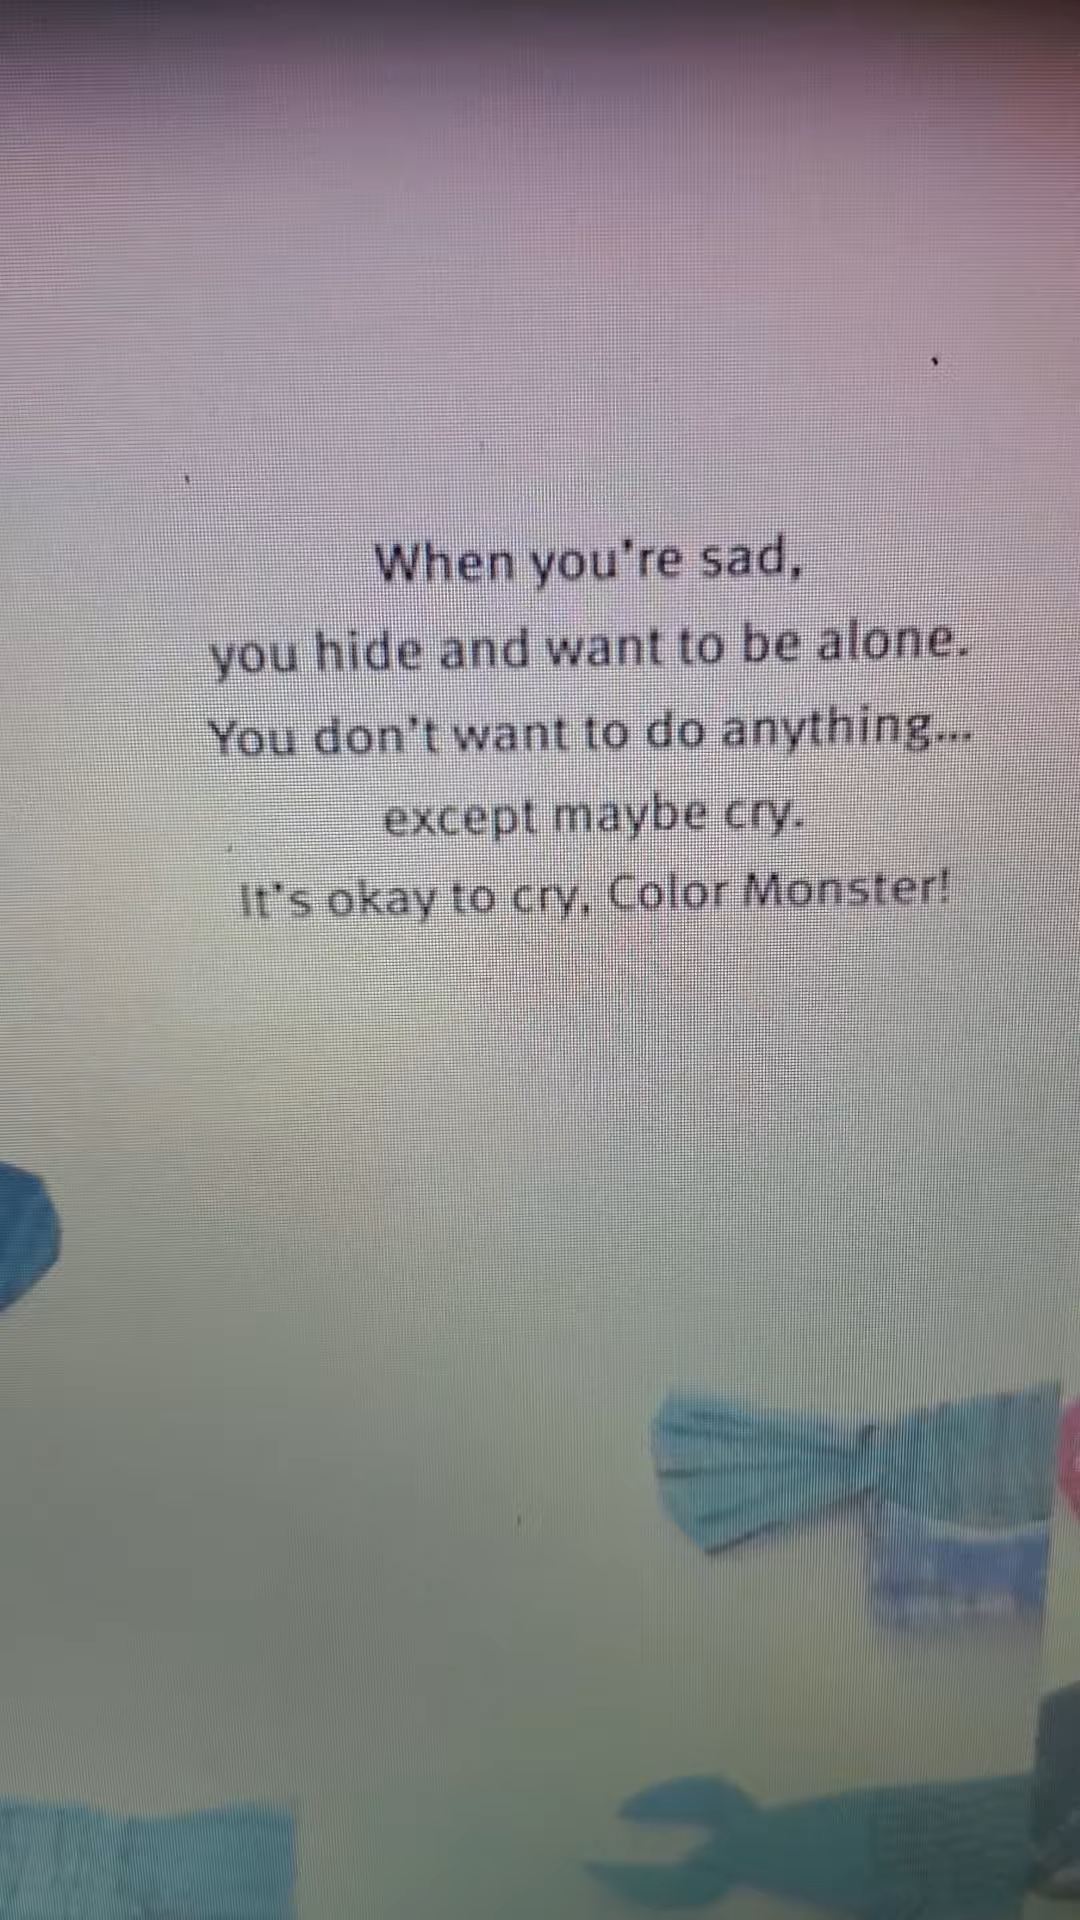 When you're sad,
you hide and want to be alone.
You don't want to do anything...
except maybe cry.
It's okay to cry, Color Monster!